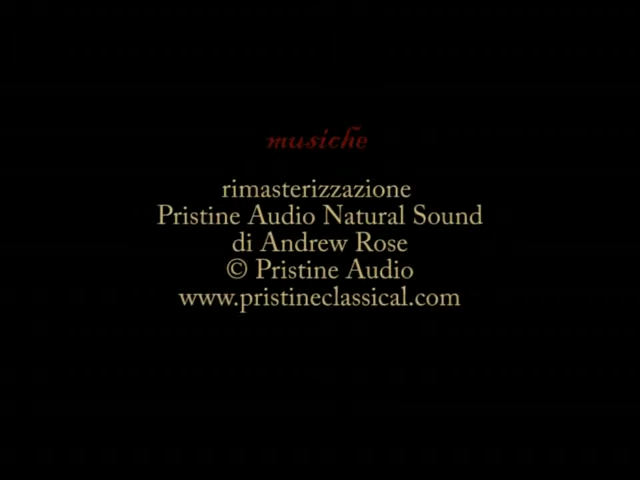 musiche
rimasterizzazione
Pristine Audio Natural Sound
di Andrew Rose
© Pristine Audio
www.pristineclassical.com